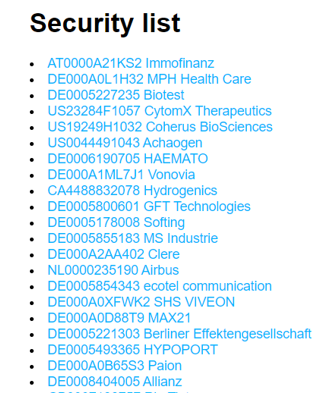 Security list
AT0000A21KS2 Immofinanz
DE000A0L1H32 MPH Health Care
DE0005227235 Biotest
US23284F1057 CytomX Therapeutics
US19249H1032 Coherus BioSciences
US0044491043 Achaogen
DE0006190705 HAEMATO
DE000A1ML7J1 Vonovia
CA4488832078 Hydrogenics
DE0005800601 GFT Technologies
DE0005178008 Softing
DE0005855183 MS Industrie
DE000A2AA402 Clere
NL0000235190 Airbus
DE0005854343 ecotel communication
DE000A0XFWK2 SHS VIVEON
DE000A0D88T9 MAX21
DE0005221303 Berliner Effektengesellschaft
DE0005493365 HYPOPORT
DE000A0B65S3 Paion
DE0008404005 Allianz